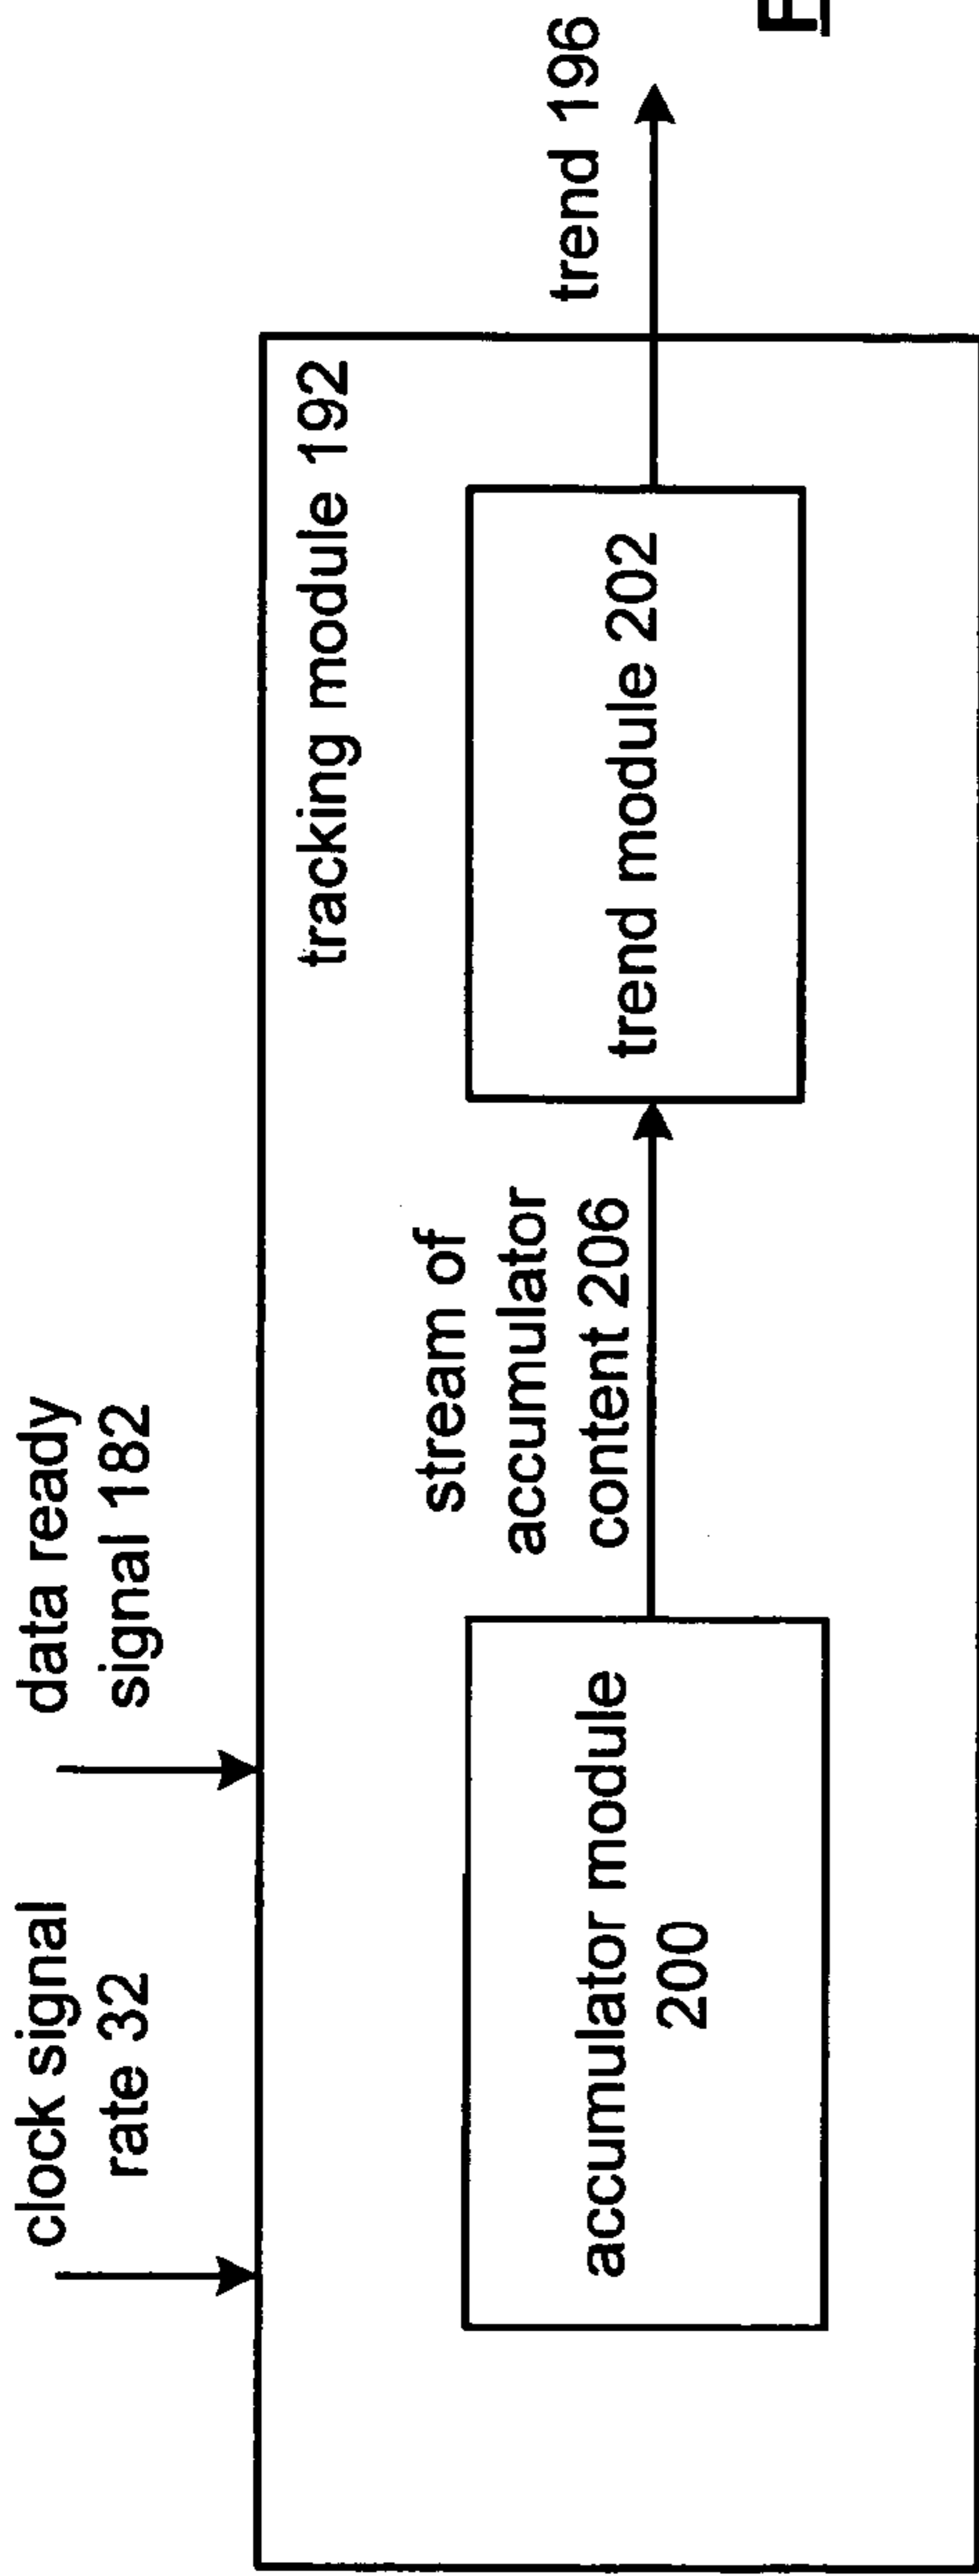 clock signal
rate 32
data ready
signal 182
tracking module 192
accumulator module
200
stream of
accumulator
content 206
trend module 202
trend 196